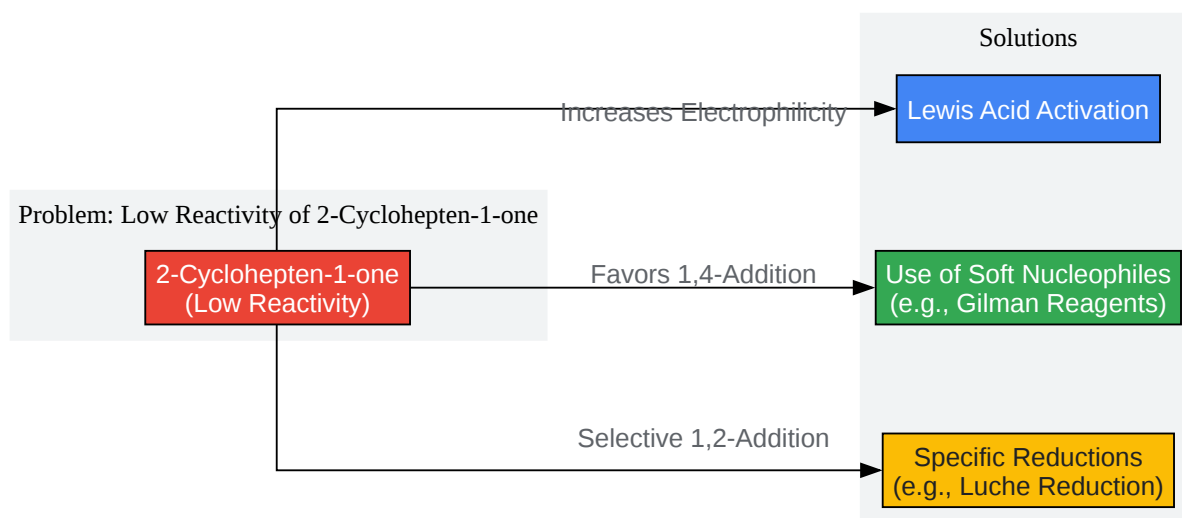 Solutions
Increases Electrophilicity
Lewis Acid Activation
Problem: Low Reactivity of 2-Cyclohepten-1-one
2-Cyclohepten-1-one
(Low Reactivity)
Favors 1,4-Addition
Use of Soft Nucleophiles
(e.g., Gilman Reagents)
Selective 1,2-Addition
Specific Reductions
(e.g., Luche Reduction)